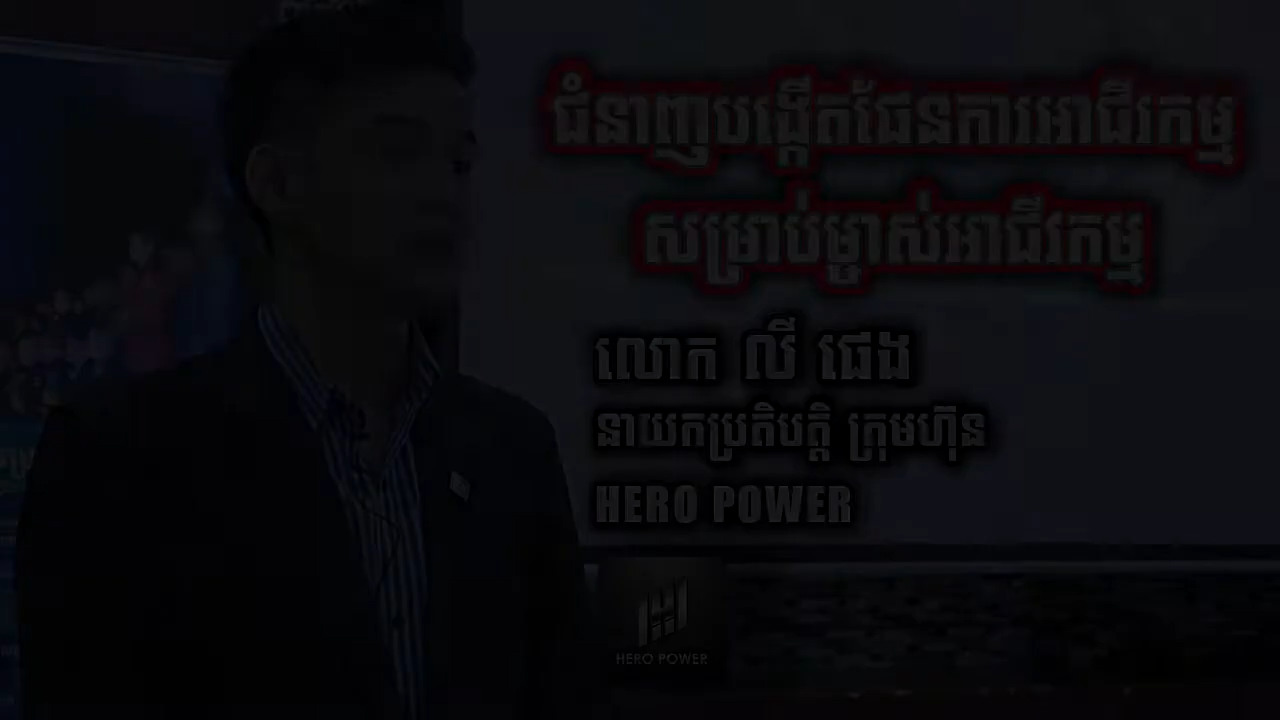 ជំនាញបង្កើតផែនការអាជីវកម្ម
សម្រាប់ម្ចាស់អាជីវកម្ម
លោក លី ផេង
នាយកប្រតិបត្តិ ក្រុមហ៊ុន
HERO POWER
HERO POWER